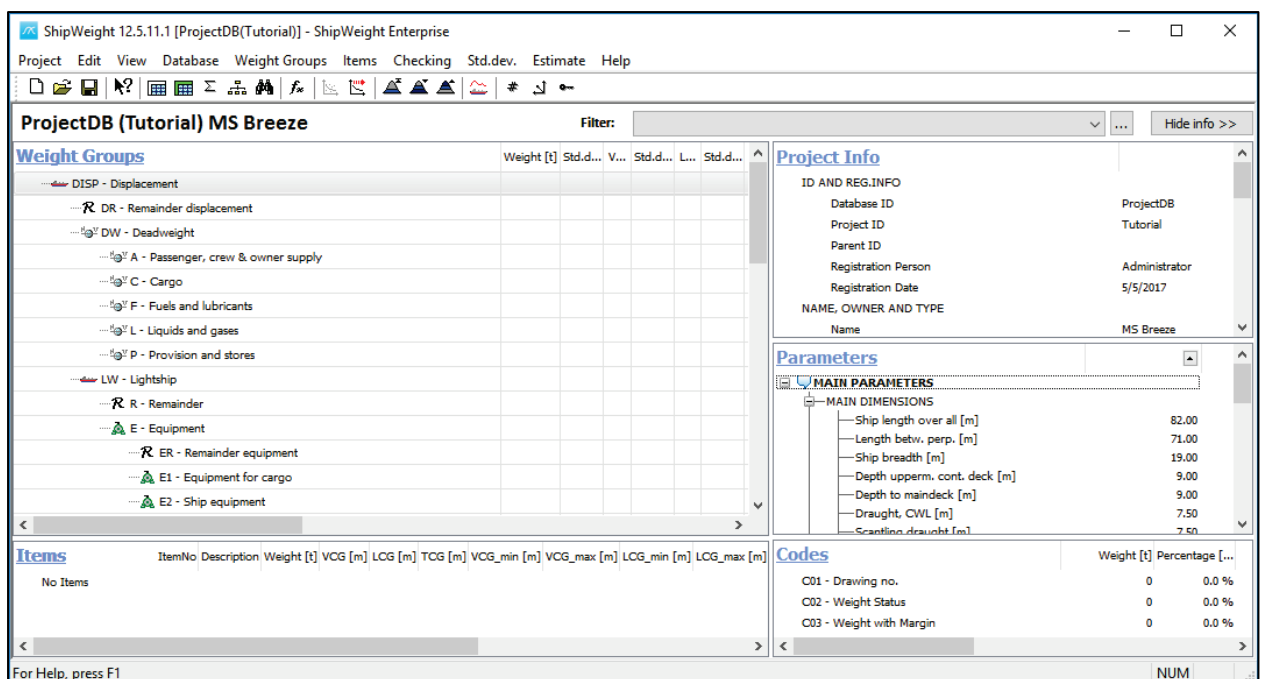 ShipWeight 12.5.11.1 [ProjectDB(Tutorial)] - ShipWeight Enterprise
Project Edit View Database Weight Groups Items Checking Std.dev. Estimate Help
ProjectDB (Tutorial) MS Breeze Filter: ... Hide info >>
Weight Groups Weight [t] Std.d... V... Std.d... L... Std.d...
DISP - Displacement
R DR - Remainder displacement
DW - Deadweight
A - Passenger, crew & owner supply
C - Cargo
F - Fuels and lubricants
L - Liquids and gases
P - Provision and stores
LW - Lightship
R R - Remainder
E - Equipment
R ER - Remainder equipment
E1 - Equipment for cargo
E2 - Ship equipment
Project Info
ID AND REG.INFO
Database ID ProjectDB
Project ID Tutorial
Parent ID
Registration Person Administrator
Registration Date 5/5/2017
NAME, OWNER AND TYPE
Name MS Breeze
Parameters
MAIN PARAMETERS
MAIN DIMENSIONS
Ship length over all [m] 82.00
Length betw. perp. [m] 71.00
Ship breadth [m] 19.00
Depth upperm. cont. deck [m] 9.00
Depth to maindeck [m] 9.00
Draught, CWL [m] 7.50
Scantling draught [m] 7.50
Items ItemNo Description Weight [t] VCG [m] LCG [m] TCG [m] VCG_min [m] VCG_max [m] LCG_min [m] LCG_max [m]
No Items
Codes Weight [t] Percentage [...
C01 - Drawing no. 0 0.0 %
C02 - Weight Status 0 0.0 %
C03 - Weight with Margin 0 0.0 %
For Help, press F1 NUM